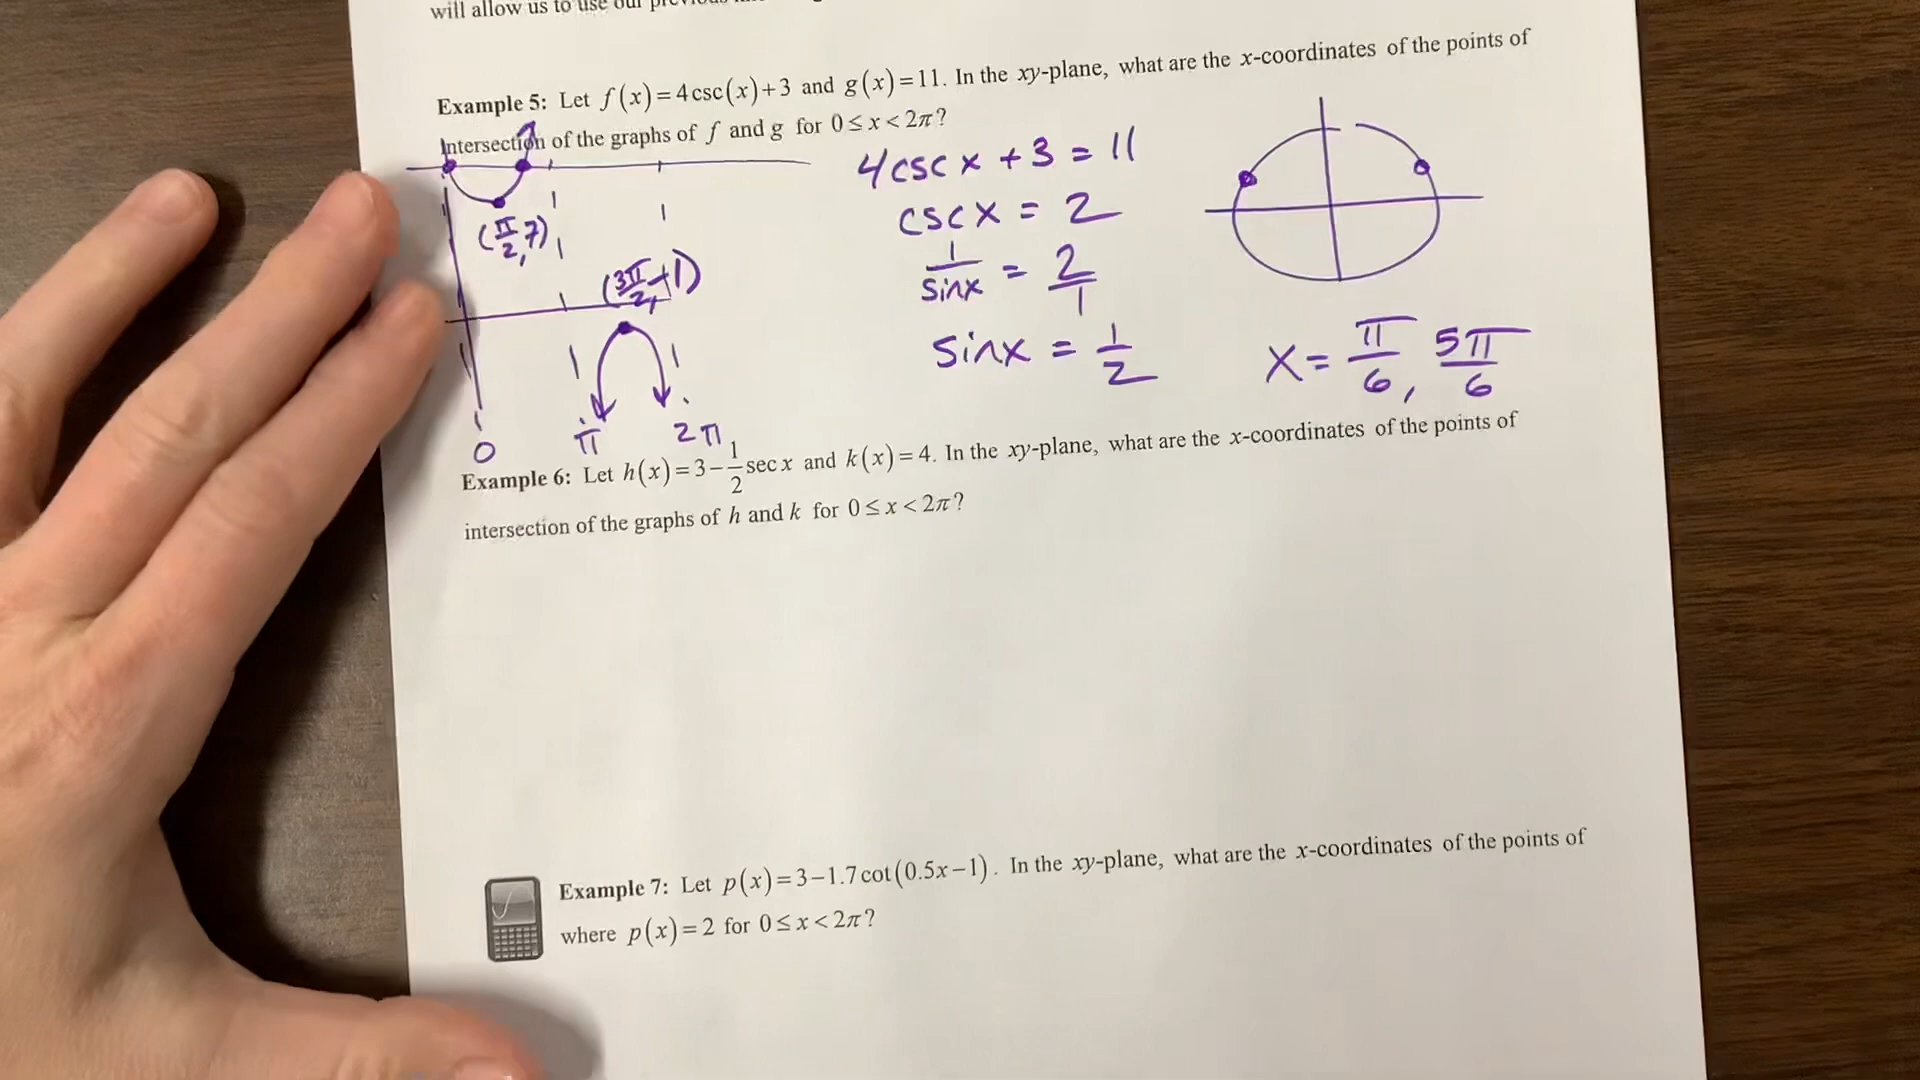 will allow us to use our
Example 5: Let f(x)=4csc(x)+3 and g(x)=11. In the xy-plane, what are the x-coordinates of the points of
Intersection of the graphs of f and g for 0≤x<2π?
4cscx+3=11
cscx=2
1/sinx=2/1
sinx=1/2
x=π/6, 5π/6
(π/2, 7)
(3π/2, -1)
0 π 2π
Example 6: Let h(x)=3-1/2 sec x and k(x)=4. In the xy-plane, what are the x-coordinates of the points of
intersection of the graphs of h and k for 0≤x<2π?
Example 7: Let p(x)=3-1.7cot(0.5x-1). In the xy-plane, what are the x-coordinates of the points of
where p(x)=2 for 0≤x<2π?